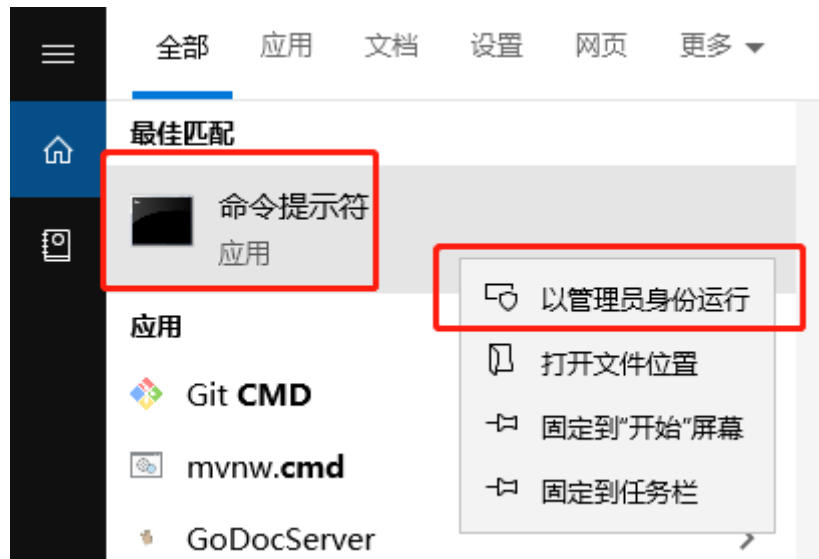 全部 应用 文档 设置 网页 更多
最佳匹配
命令提示符
应用
以管理员身份运行
打开文件位置
固定到"开始"屏幕
固定到任务栏
应用
Git CMD
mvnw.cmd
GoDocServer